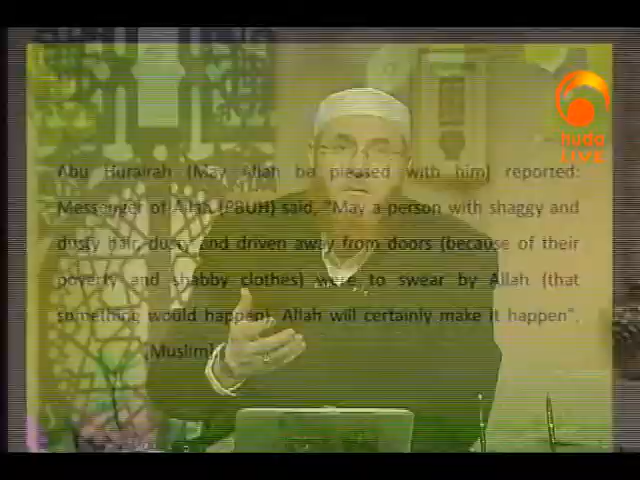 huda
LIVE
Abu Hurairah (May Allah be pleased with him) reported:
Messenger of Allah (PBUH) said, "May a person with shaggy and
dusty hair, dusty and driven away from doors (because of their
poverty and shabby clothes) were to swear by Allah (that
something would happen), Allah will certainly make it happen".
[Muslim]